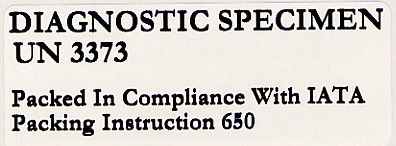 DIAGNOSTIC SPECIMEN
UN 3373
Packed In Compliance With IATA
Packing Instruction 650